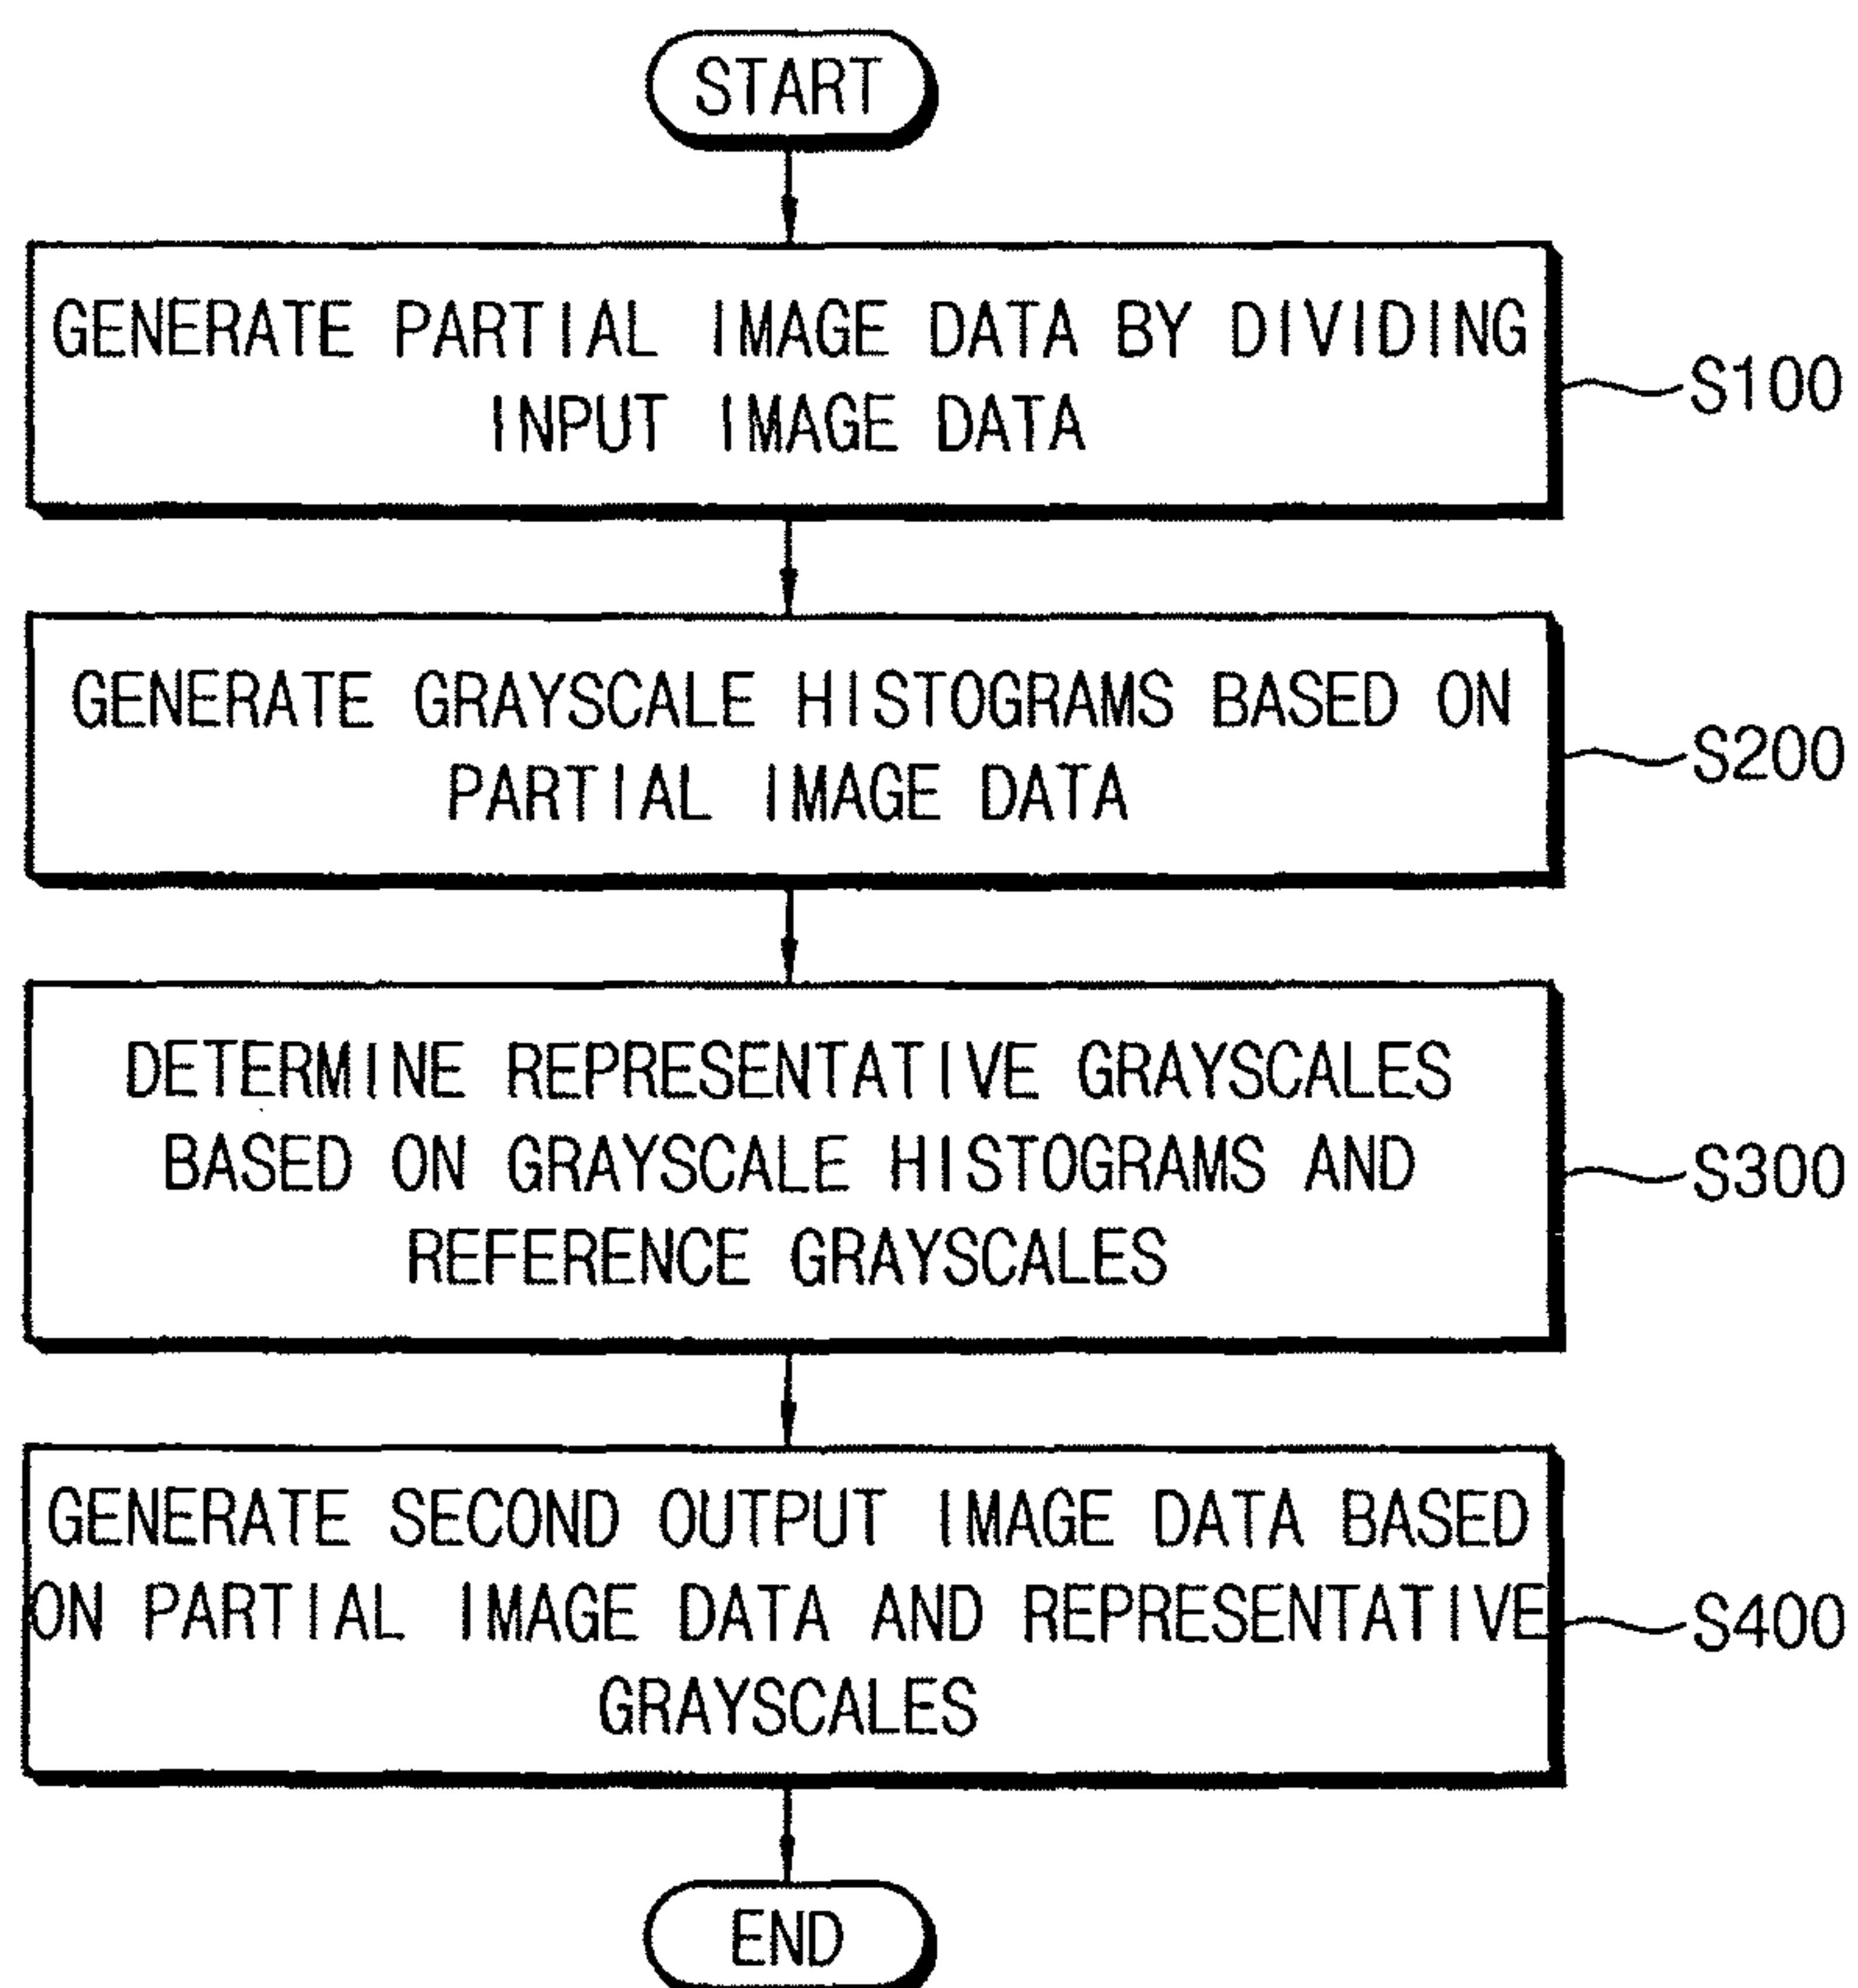 START
GENERATE PARTIAL IMAGE DATA BY DIVIDING
INPUT IMAGE DATA
S100
GENERATE GRAYSCALE HISTOGRAMS BASED ON
PARTIAL IMAGE DATA
S200
DETERMINE REPRESENTATIVE GRAYSCALES
BASED ON GRAYSCALE HISTOGRAMS AND
REFERENCE GRAYSCALES
S300
GENERATE SECOND OUTPUT IMAGE DATA BASED
ON PARTIAL IMAGE DATA AND REPRESENTATIVE
GRAYSCALES
S400
END